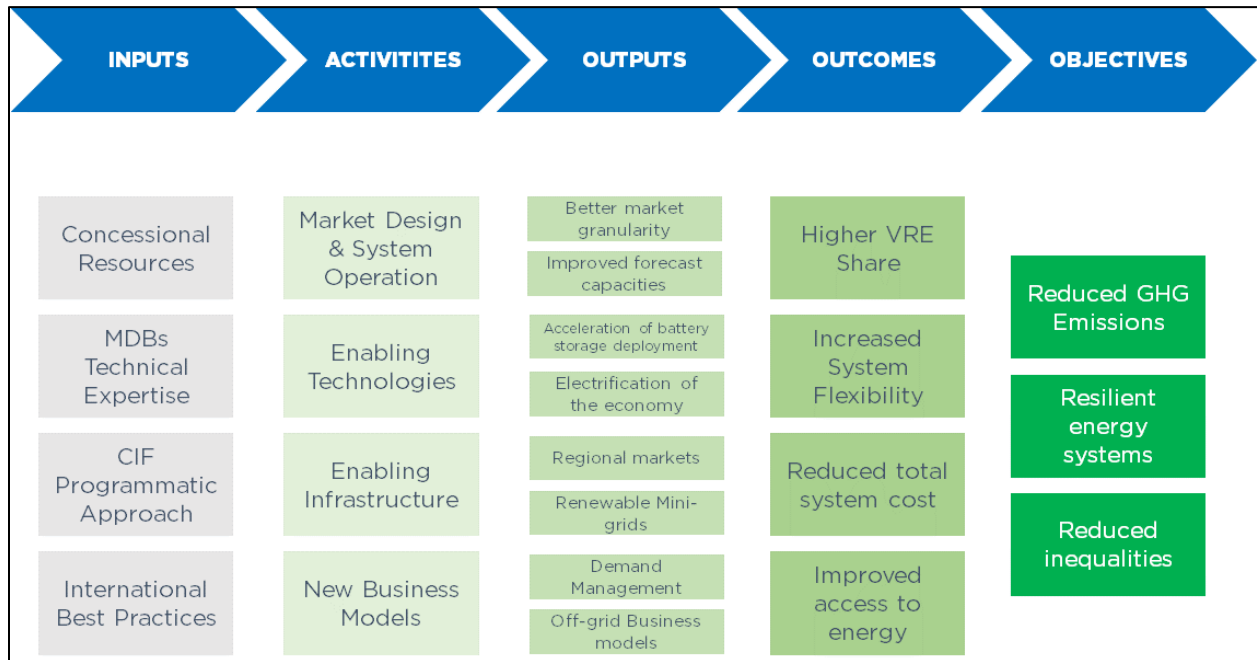 INPUTS
ACTIVITITES
OUTPUTS
OUTCOMES
OBJECTIVES
Concessional
Resources
MDBs
Technical
Expertise
CIF
Programmatic
Approach
International
Best Practices
Market Design
& System
Operation
Enabling
Technologies
Enabling
Infrastructure
New Business
Models
Better market
granularity
Improved forecast
capacities
Acceleration of battery
storage deployment
Electrification of
the economy
Regional markets
Renewable Mini-
grids
Demand
Management
Off-grid Business
models
Higher VRE
Share
Increased
System
Flexibility
Reduced total
system cost
Improved
access to
energy
Reduced GHG
Emissions
Resilient
energy
systems
Reduced
inequalities